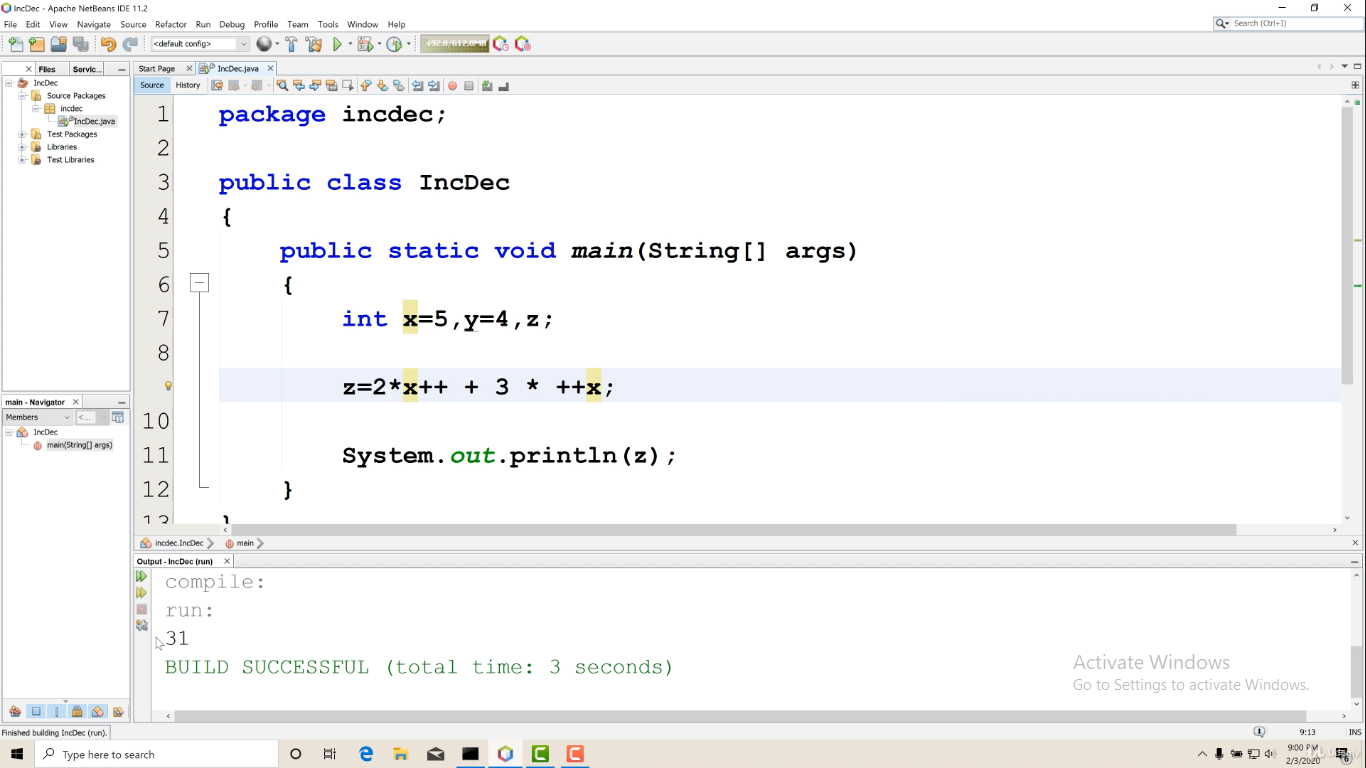 IncDec - Apache NetBeans IDE 11.2
File Edit View Navigate Source Refactor Run Debug Profile Team Tools Window Help
Search (Ctrl+I)
<default config>
492.0/612.0MB
Files Servic...
Start Page IncDec.java
IncDec
Source Packages
incdec
IncDec.java
Test Packages
Libraries
Test Libraries
Source History
1 package incdec;
2
3 public class IncDec
4 {
5 public static void main(String[] args)
6 {
7 int x=5,y=4,z;
8
z=2*x++ + 3 * ++x;
10
11 System.out.println(z);
12 }
13 }
main - Navigator
Members <...
IncDec
main(String[] args)
incdec.IncDec main
Output - IncDec (run)
compile:
run:
31
BUILD SUCCESSFUL (total time: 3 seconds)
Activate Windows
Go to Settings to activate Windows.
Finished building IncDec (run).
9:13 INS
Type here to search
9:00 PM
2/3/2020
6